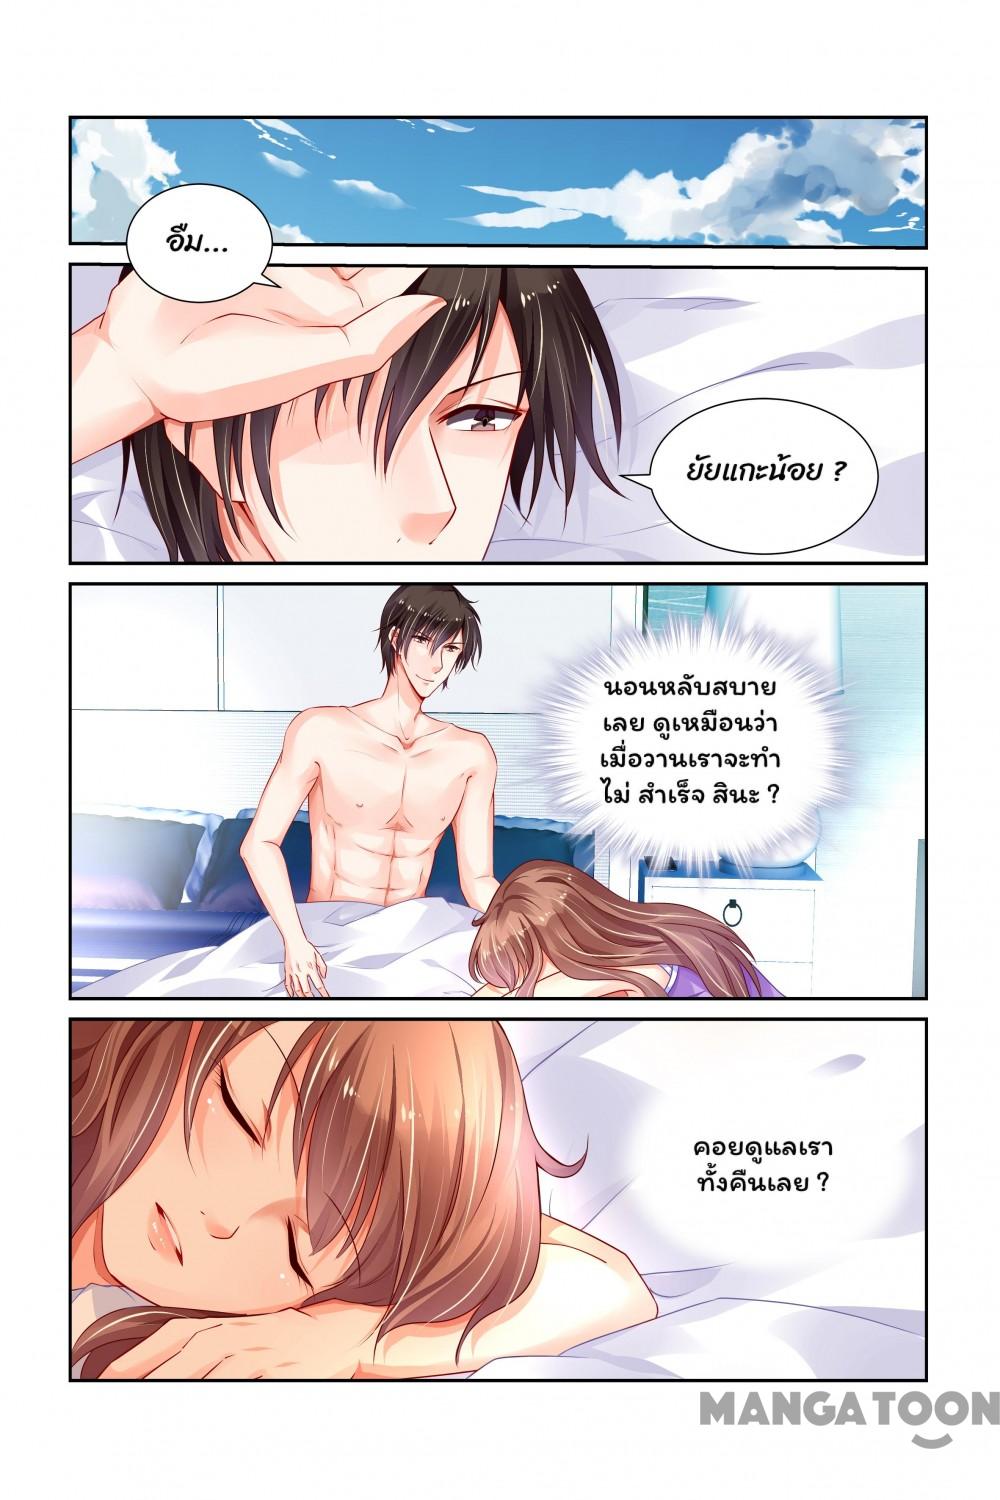 อืม...
ยัยแกะน้อย ?
นอนหลับสบาย
เลย ดูเหมือนว่า
เมื่อวานเราจะทำ
ไม่ สำเร็จ สินะ ?
คอยดูแลเรา
ทั้งคืนเลย ?
MANGATOON